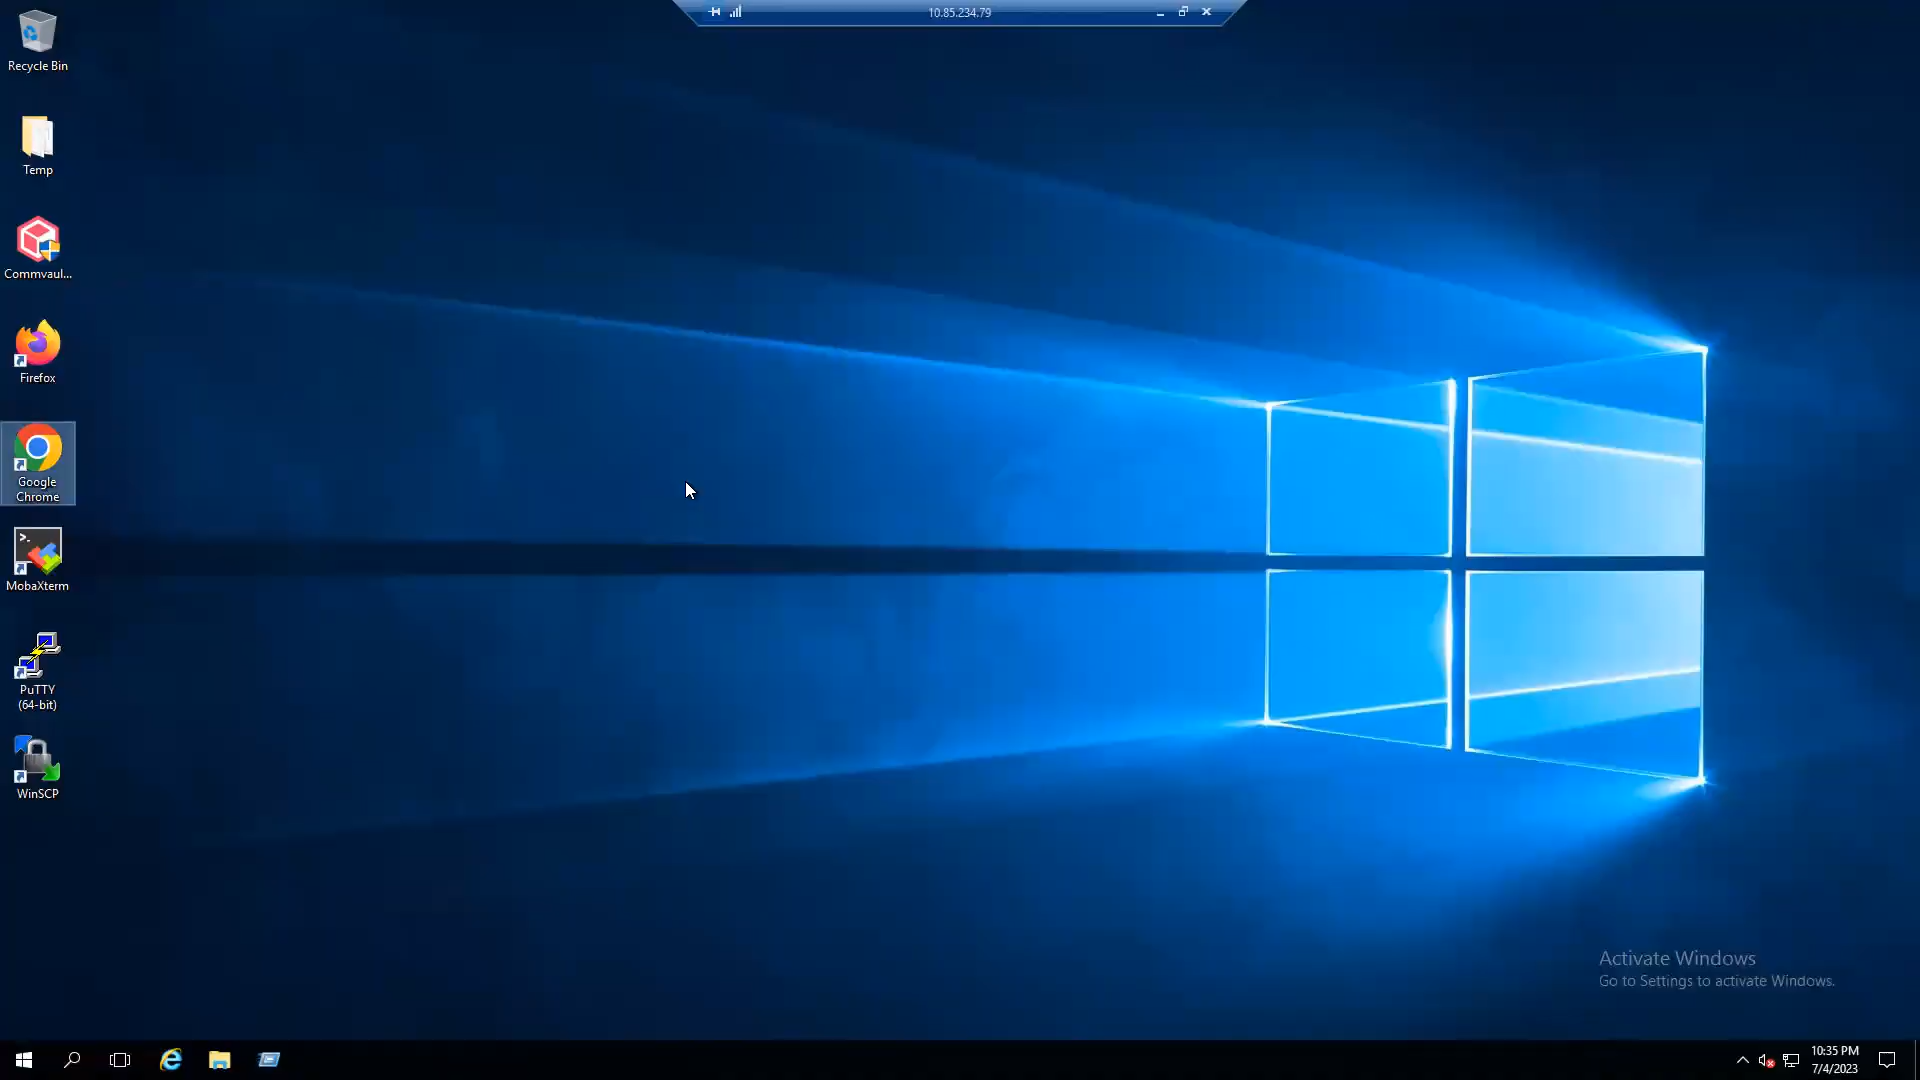 10.85.234.79
Recycle Bin
Temp
Commvaul...
Firefox
Google
Chrome
MobaXterm
PuTTY
(64-bit)
WinSCP
Activate Windows
Go to Settings to activate Windows.
10:35 PM
7/4/2023